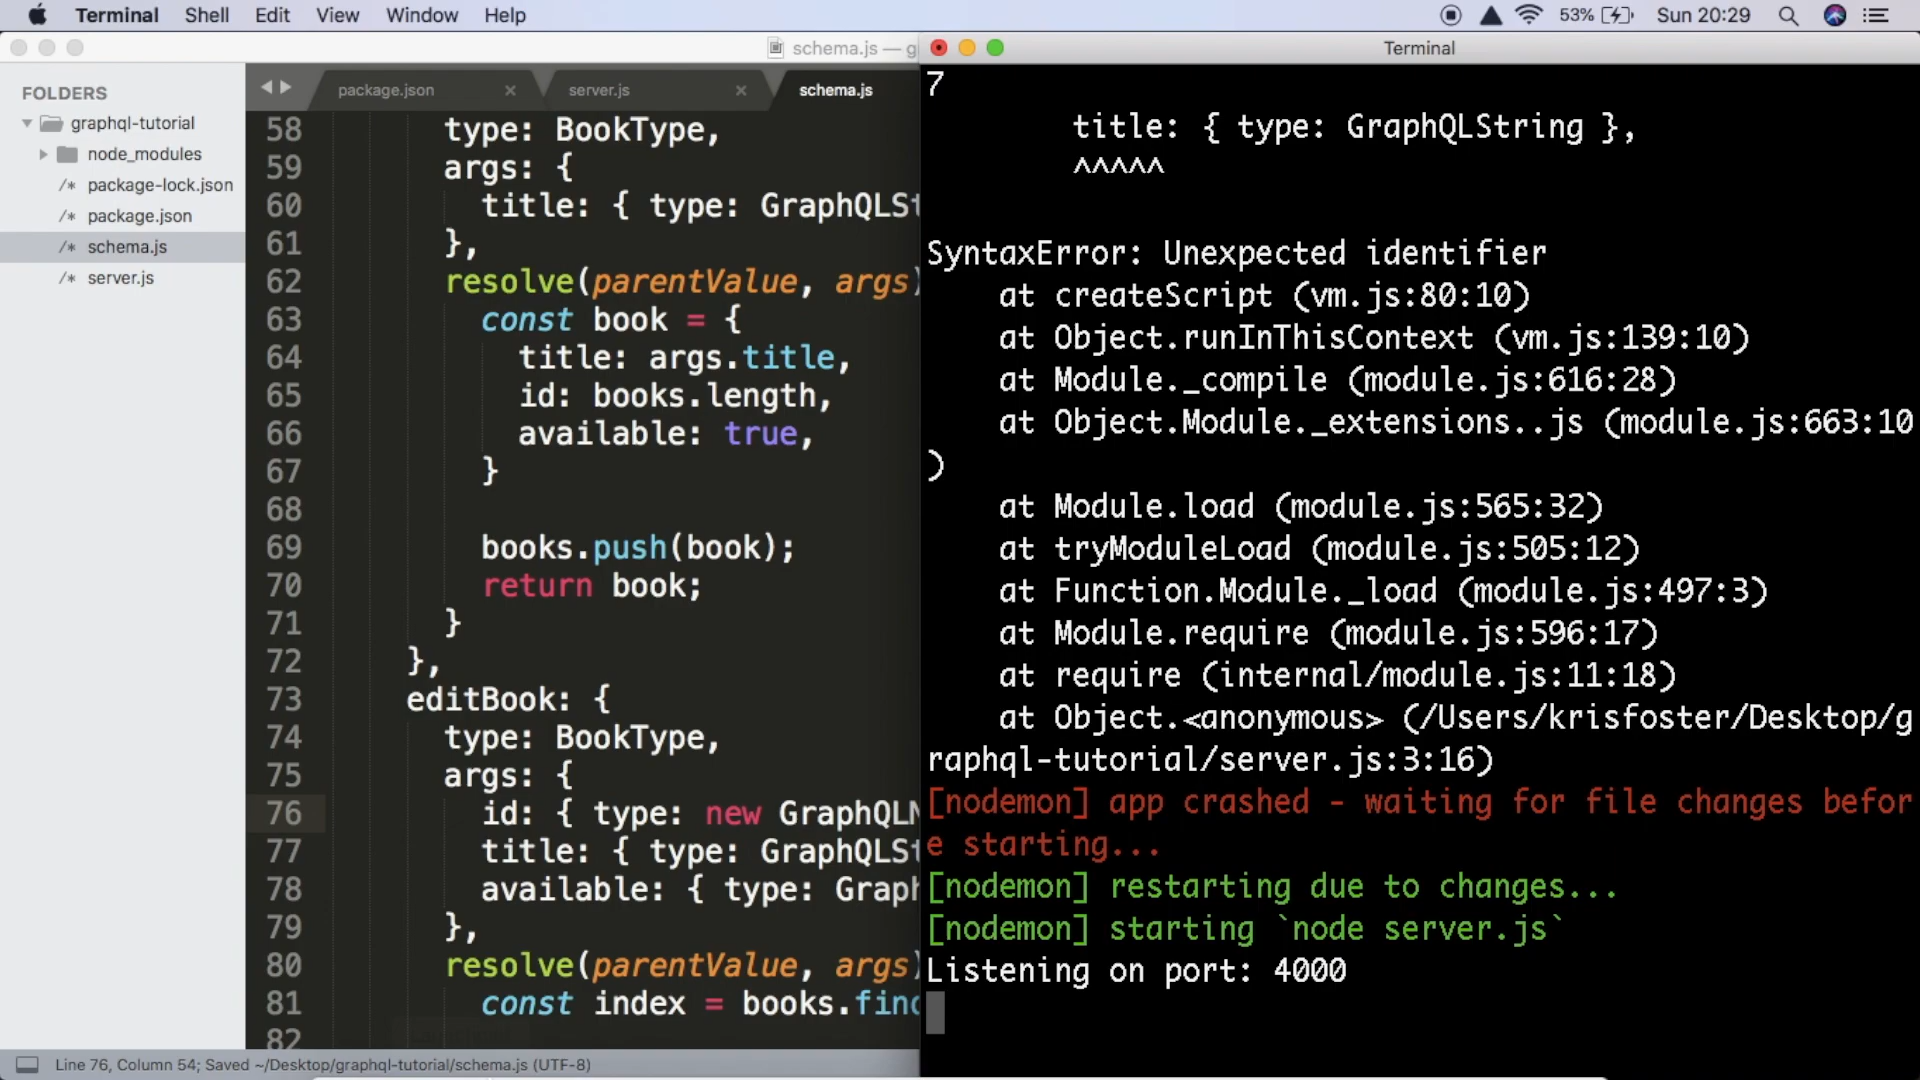 Terminal Shell Edit View Window Help 53% Sun 20:29
schema.js — g
FOLDERS
graphql-tutorial
node_modules
/* package-lock.json
/* package.json
/* schema.js
/* server.js
package.json × server.js × schema.js
58 type: BookType,
59 args: {
60 title: { type: GraphQLSt
61 },
62 resolve(parentValue, args)
63 const book = {
64 title: args.title,
65 id: books.length,
66 available: true,
67 }
68
69 books.push(book);
70 return book;
71 }
72 },
73 editBook: {
74 type: BookType,
75 args: {
76 id: { type: new GraphQLN
77 title: { type: GraphQLSt
78 available: { type: Graph
79 },
80 resolve(parentValue, args)
81 const index = books.find
82
Line 76, Column 54; Saved ~/Desktop/graphql-tutorial/schema.js (UTF-8)
Terminal
7
title: { type: GraphQLString },
^^^^^
SyntaxError: Unexpected identifier
at createScript (vm.js:80:10)
at Object.runInThisContext (vm.js:139:10)
at Module._compile (module.js:616:28)
at Object.Module._extensions..js (module.js:663:10
)
at Module.load (module.js:565:32)
at tryModuleLoad (module.js:505:12)
at Function.Module._load (module.js:497:3)
at Module.require (module.js:596:17)
at require (internal/module.js:11:18)
at Object.<anonymous> (/Users/krisfoster/Desktop/g
raphql-tutorial/server.js:3:16)
[nodemon] app crashed - waiting for file changes befor
e starting...
[nodemon] restarting due to changes...
[nodemon] starting `node server.js`
Listening on port: 4000